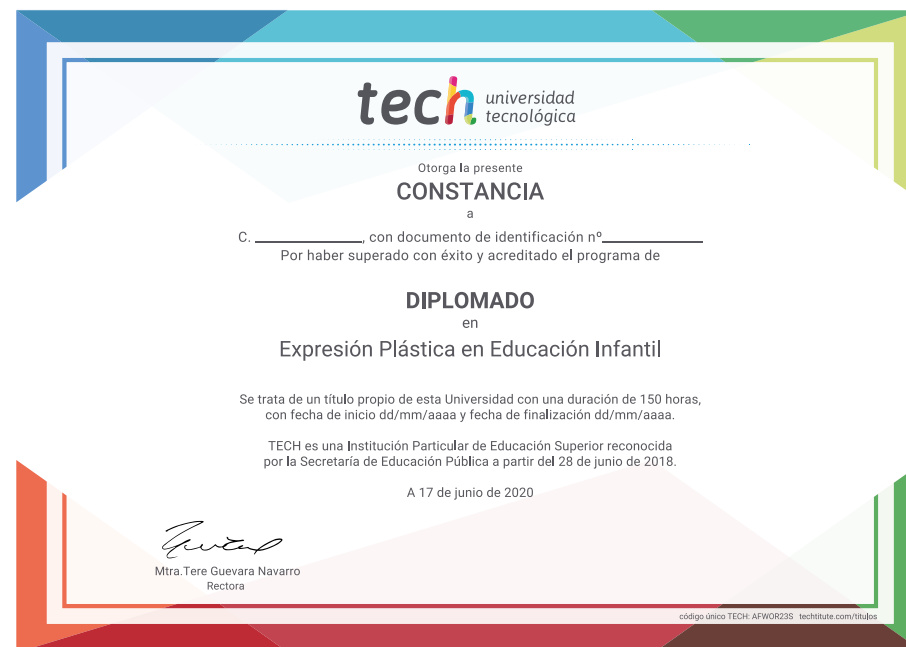 tech universidad
tecnológica
Otorga la presente
CONSTANCIA
a
C. ____________, con documento de identificación nº____________
Por haber superado con éxito y acreditado el programa de
DIPLOMADO
en
Expresión Plástica en Educación Infantil
Se trata de un título propio de esta Universidad con una duración de 150 horas,
con fecha de inicio dd/mm/aaaa y fecha de finalización dd/mm/aaaa.
TECH es una Institución Particular de Educación Superior reconocida
por la Secretaría de Educación Pública a partir del 28 de junio de 2018.
A 17 de junio de 2020
Mtra.Tere Guevara Navarro
Rectora
código único TECH: AFWOR23S techtitute.com/titulos